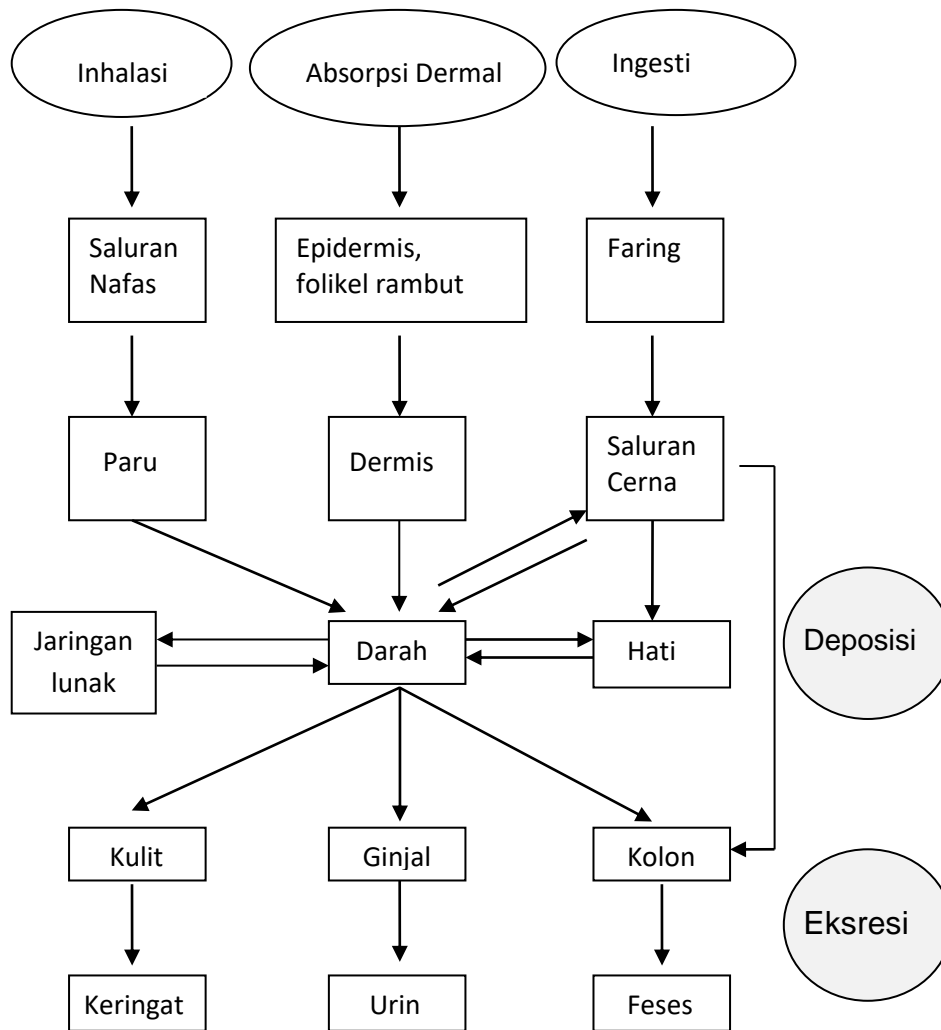 Inhalasi
Absorpsi Dermal
Ingesti
Saluran
Nafas
Epidermis,
folikel rambut
Faring
Paru
Dermis
Saluran
Cerna
Jaringan
lunak
Darah
Hati
Deposisi
Kulit
Ginjal
Kolon
Eksresi
Keringat
Urin
Feses